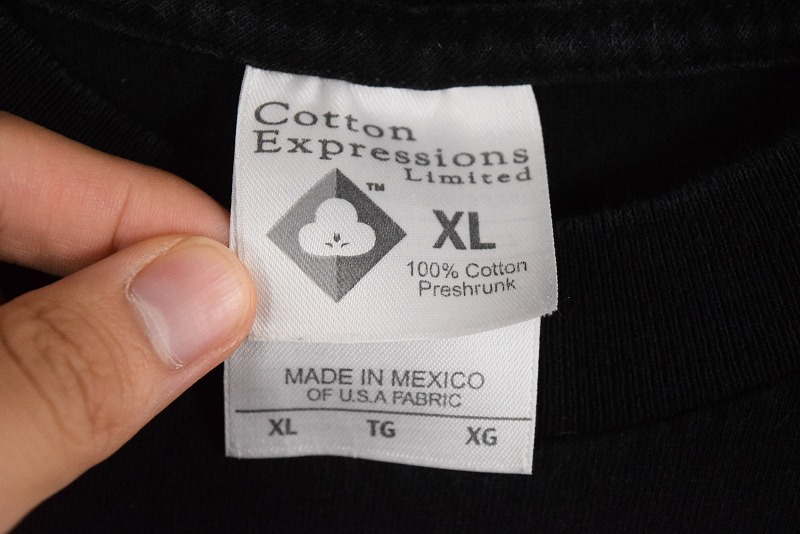 Cotton
Expressions
Limited
TM
XL
100% Cotton
Preshrunk
MADE IN MEXICO
OF U.S.A FABRIC
XL TG XG